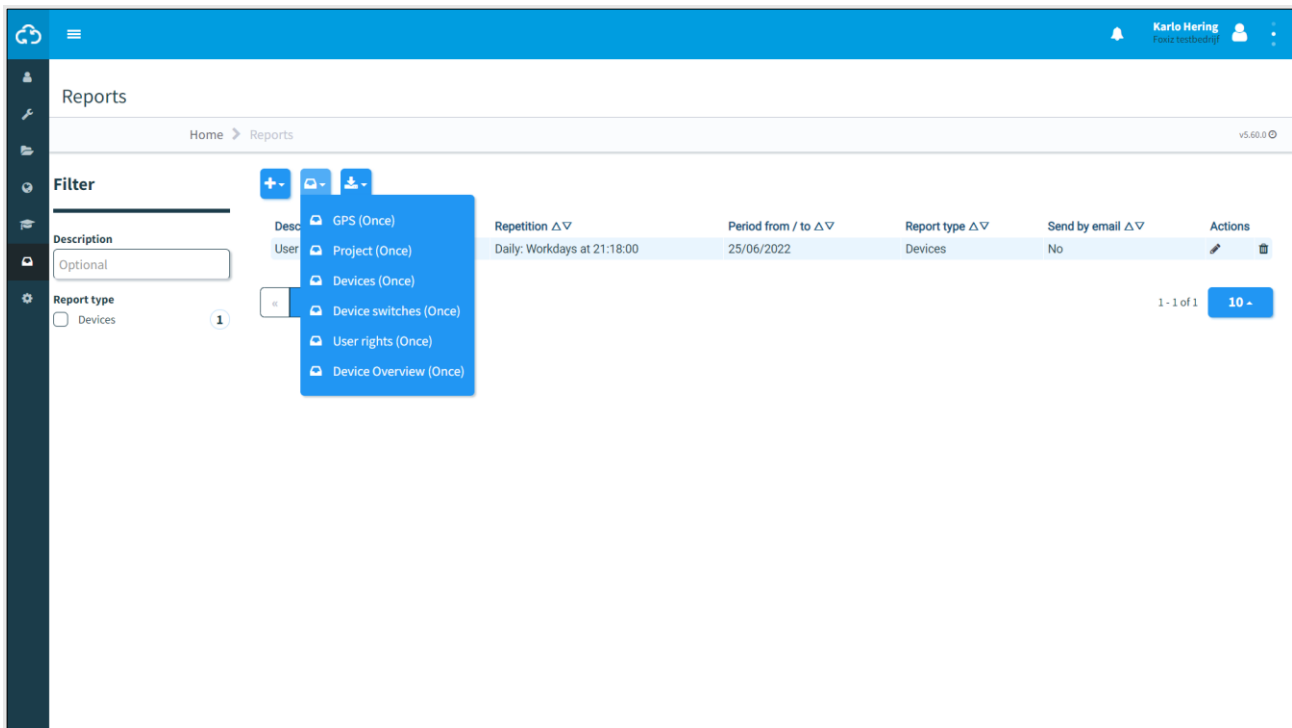 Karlo Hering
Foxiz testbedrijf
Reports
Home Reports
v5.60.0
Filter
Description
Optional
Report type
Devices 1
GPS (Once)
Project (Once)
Devices (Once)
Device switches (Once)
User rights (Once)
Device Overview (Once)
Desc Repetition △▽ Period from / to △▽ Report type △▽ Send by email △▽ Actions
User Daily: Workdays at 21:18:00 25/06/2022 Devices No
« 1 - 1 of 1 10